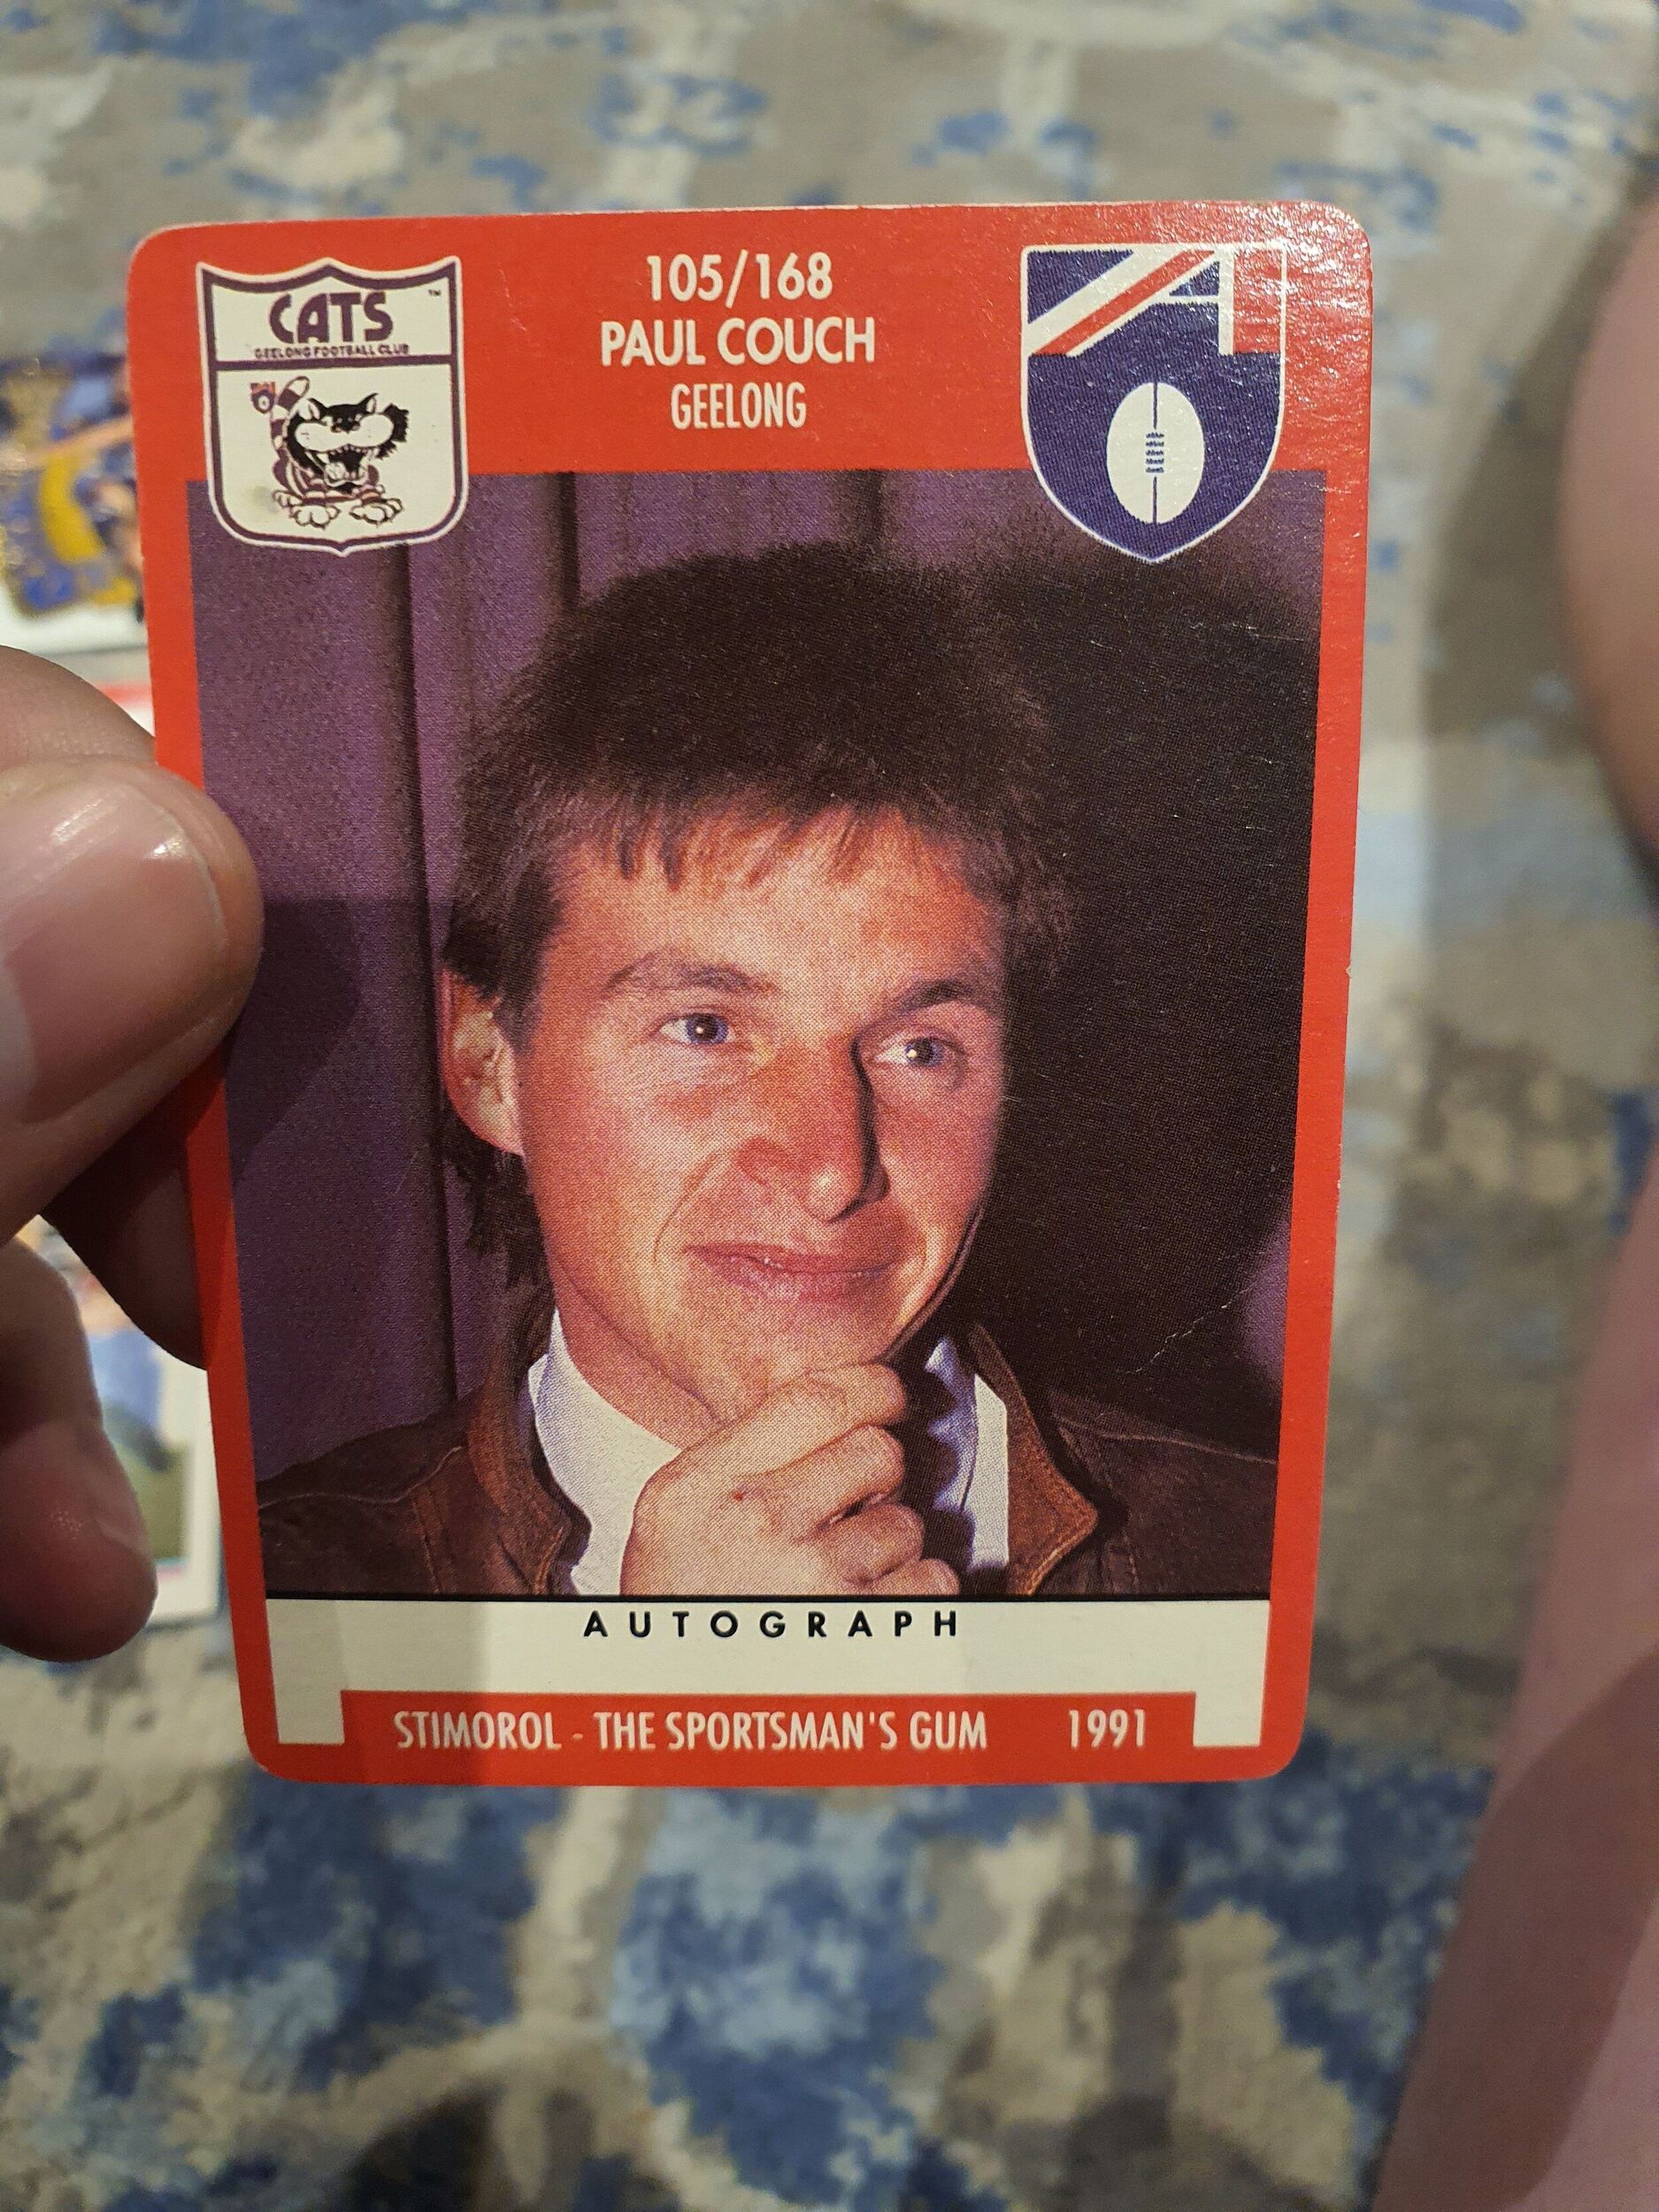 CATS
GEELONG FOOTBALL CLUB
105/168
PAUL COUCH
GEELONG
AUTOGRAPH
STIMOROL - THE SPORTSMAN'S GUM 1991